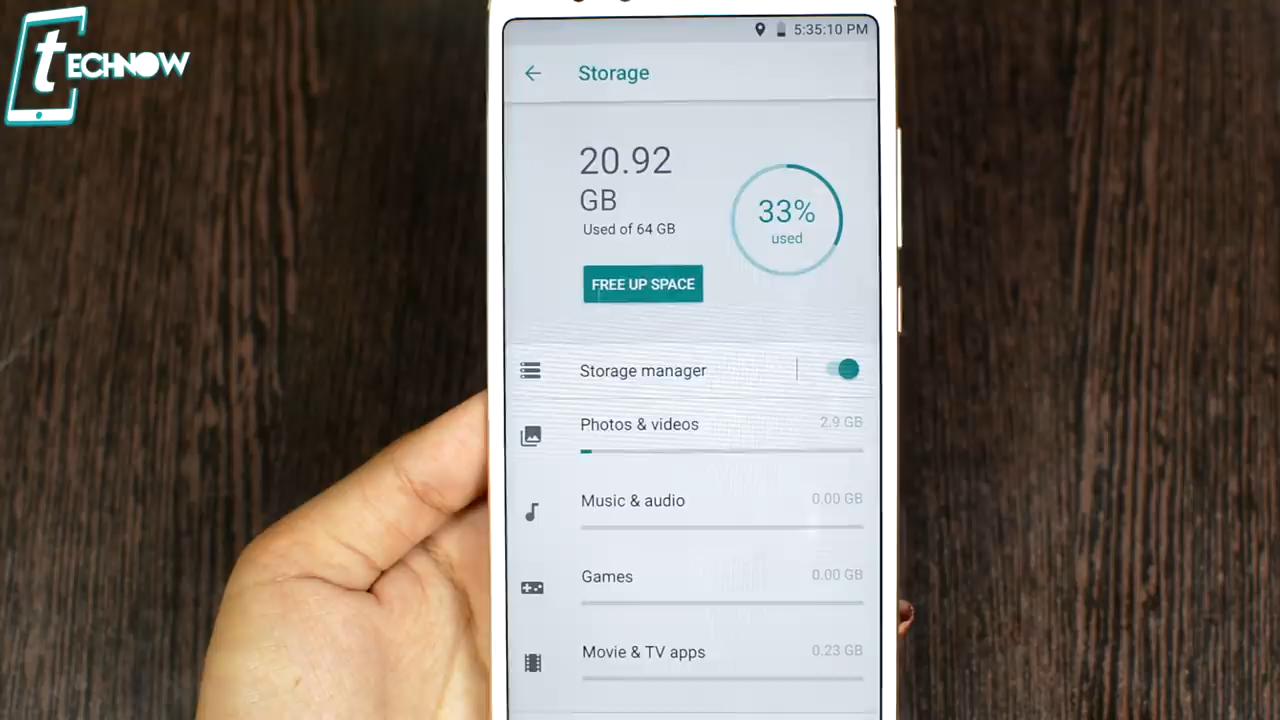 tECHNOW
5:35:10 PM
Storage
20.92
GB
Used of 64 GB
33%
used
FREE UP SPACE
Storage manager
Photos & videos 2.9 GB
Music & audio 0.00 GB
Games 0.00 GB
Movie & TV apps 0.23 GB